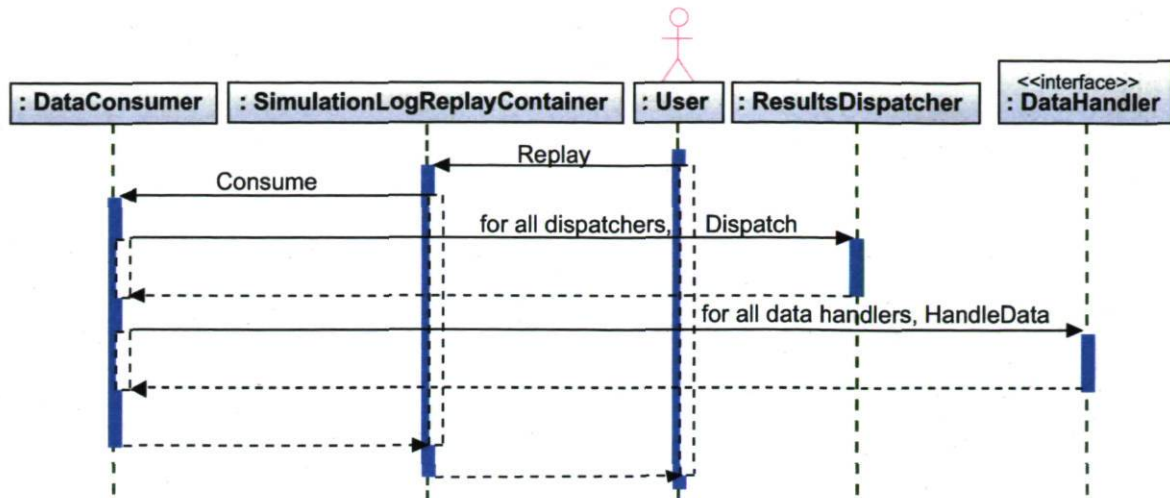 <<interface>>
: DataConsumer
: SimulationLogReplayContainer
: User
: ResultsDispatcher
: DataHandler
Replay
Consume
for all dispatchers, Dispatch
for all data handlers, HandleData